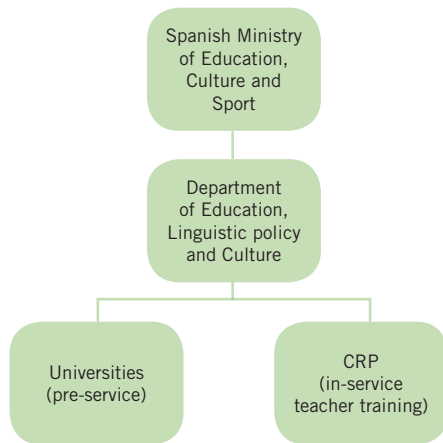 Spanish Ministry
of Education,
Culture and
Sport
Department
of Education,
Linguistic policy
and Culture
Universities
(pre-service)
CRP
(in-service
teacher training)